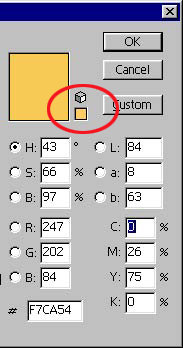 OK
Cancel
Custom
H: 43 ° L: 84
S: 66 % a: 8
B: 97 % b: 63
R: 247 C: 0 %
G: 202 M: 26 %
B: 84 Y: 75 %
# F7CA54 K: 0 %